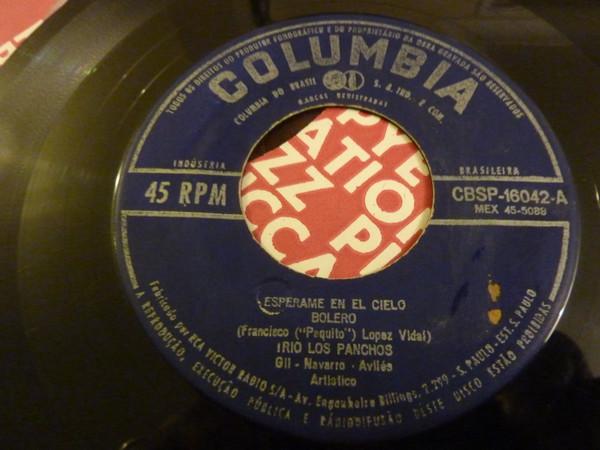 TODOS OS DIREITOS DO PRODUTOR FONOGRÁFICO E DO PROPRIETÁRIO DA OBRA GRAVADA SÃO RESERVADOS
COLUMBIA
COLUMBIA DO BRASIL S. A. IND. E COM.
MARCAS REGISTRADAS
INDÚSTRIA BRASILEIRA
45 RPM
CBSP-16042-A
MEX 45-5088
ESPERAME EN EL CIELO
BOLERO
(Francisco ("Paquito") Lopez Vidal)
TRIO LOS PANCHOS
Gil - Navarro - Avilés
Artístico
Fabricado por RCA VICTOR RADIO S/A - Av. Engenheiro Billings, 2.299 - S. PAULO - EST. S. PAULO
A REPRODUÇÃO, EXECUÇÃO PÚBLICA E RADIODIFUSÃO DESTE DISCO ESTÃO PROIBIDAS